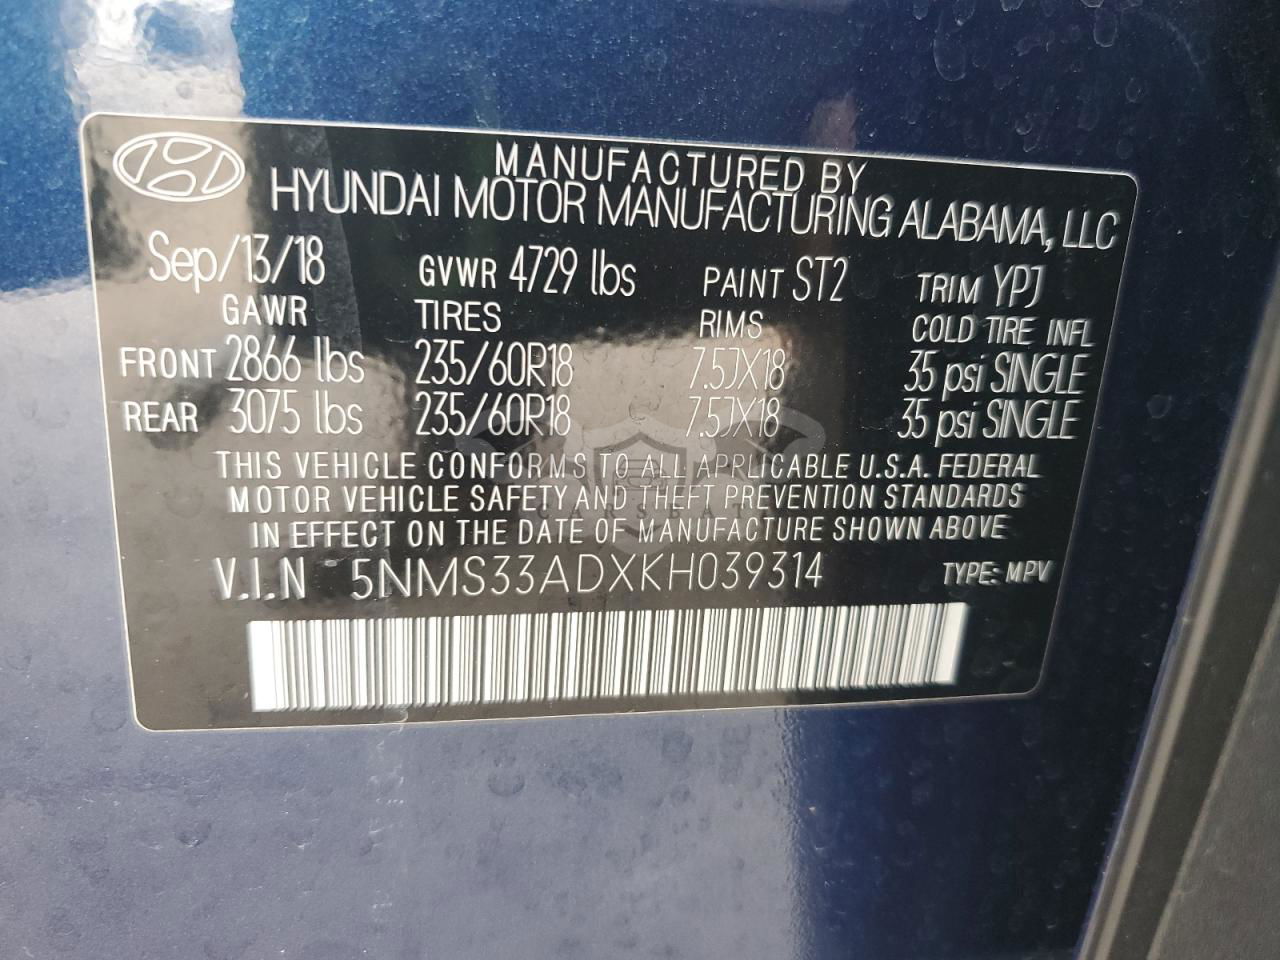 MANUFACTURED BY
HYUNDAI MOTOR MANUFACTURING ALABAMA, LLC
Sep/13/18 GVWR 4729 lbs PAINT ST2 TRIM YPJ
GAWR TIRES RIMS COLD TIRE INFL
FRONT 2866 lbs 235/60R18 7.5JX18 35 psi SINGLE
REAR 3075 lbs 235/60R18 7.5JX18 35 psi SINGLE
THIS VEHICLE CONFORMS TO ALL APPLICABLE U.S.A. FEDERAL
MOTOR VEHICLE SAFETY AND THEFT PREVENTION STANDARDS
CARSBAT
IN EFFECT ON THE DATE OF MANUFACTURE SHOWN ABOVE
V.I.N 5NMS33ADXKH039314 TYPE: MPV